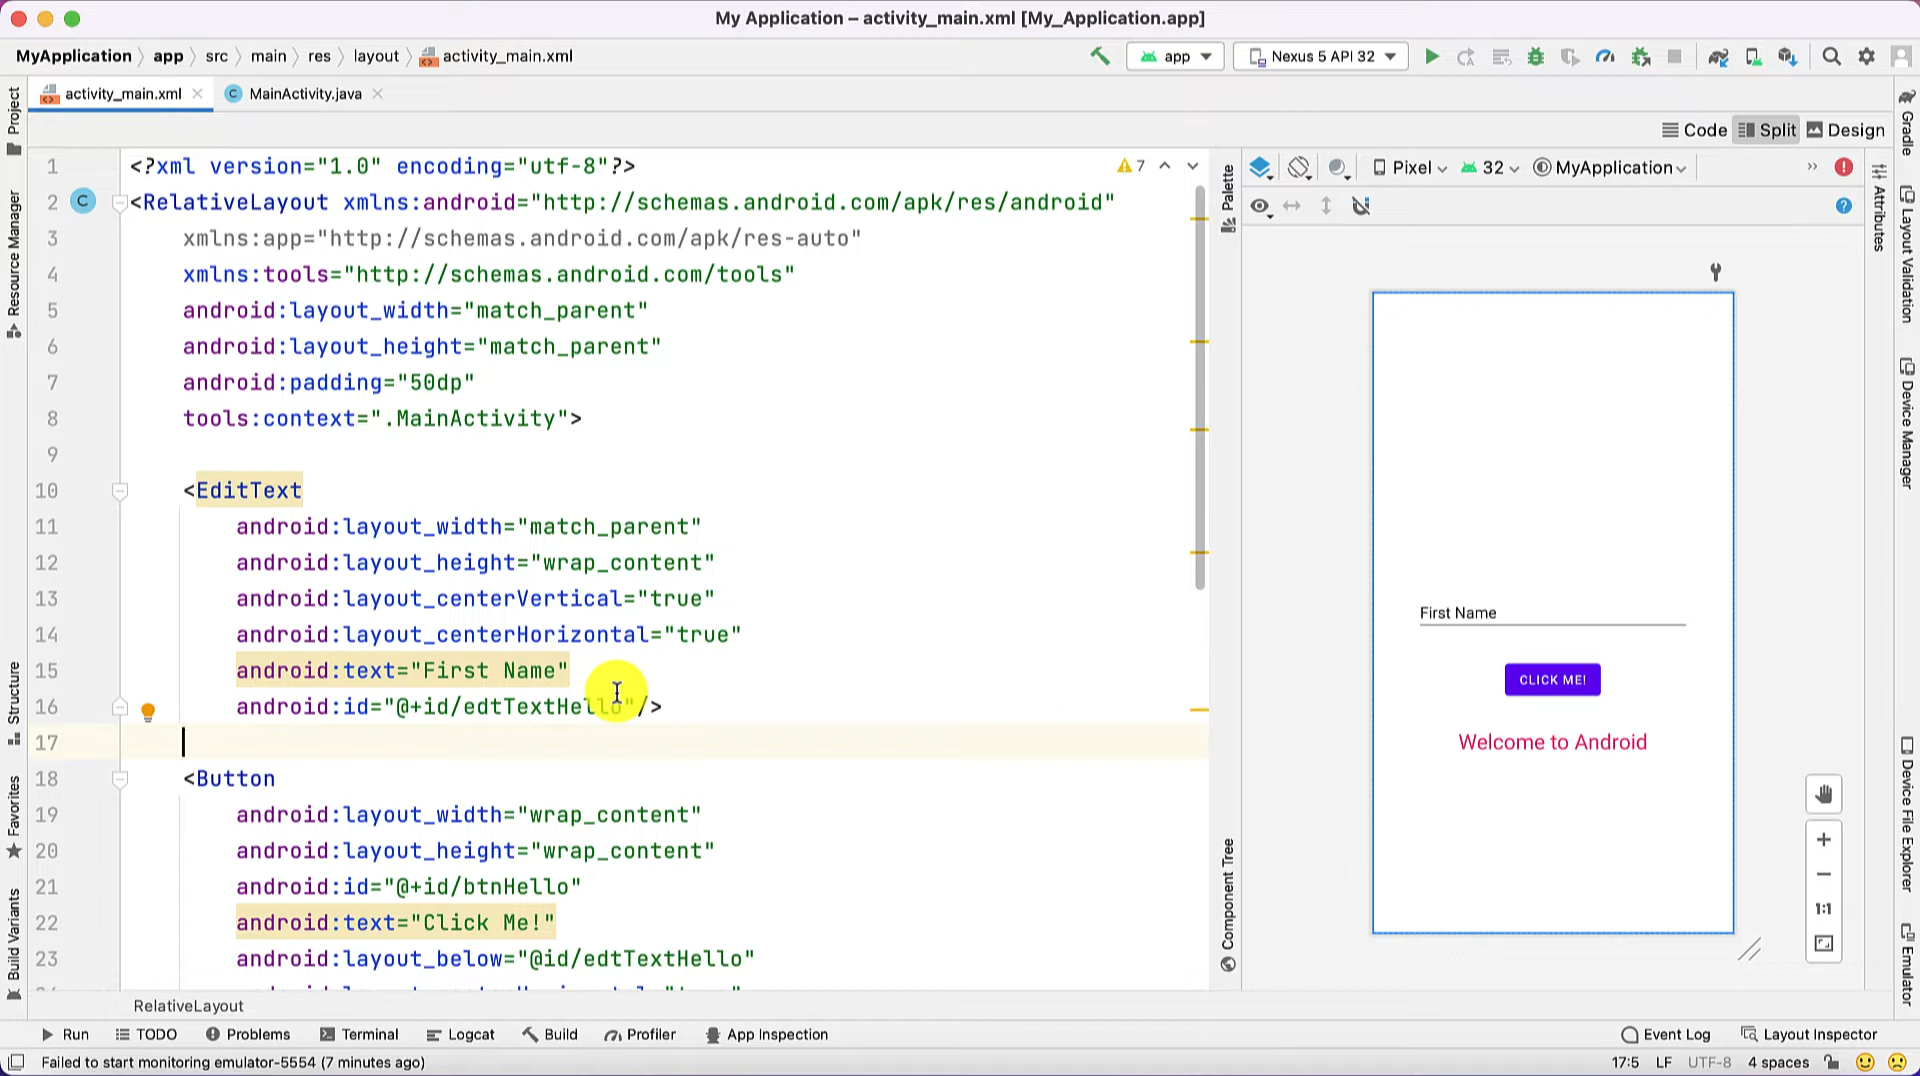 My Application – activity_main.xml [My_Application.app]
MyApplication app src main res layout activity_main.xml
app Nexus 5 API 32
activity_main.xml MainActivity.java
Code Split Design
Project
Resource Manager
Structure
Favorites
Build Variants
1 <?xml version="1.0" encoding="utf-8"?>
2 <RelativeLayout xmlns:android="http://schemas.android.com/apk/res/android"
3 xmlns:app="http://schemas.android.com/apk/res-auto"
4 xmlns:tools="http://schemas.android.com/tools"
5 android:layout_width="match_parent"
6 android:layout_height="match_parent"
7 android:padding="50dp"
8 tools:context=".MainActivity">
9
10 <EditText
11 android:layout_width="match_parent"
12 android:layout_height="wrap_content"
13 android:layout_centerVertical="true"
14 android:layout_centerHorizontal="true"
15 android:text="First Name"
16 android:id="@+id/edtTextHello"/>
17
18 <Button
19 android:layout_width="wrap_content"
20 android:layout_height="wrap_content"
21 android:id="@+id/btnHello"
22 android:text="Click Me!"
23 android:layout_below="@id/edtTextHello"
7
C
RelativeLayout
Palette
Component Tree
Pixel 32 MyApplication
First Name
CLICK ME!
Welcome to Android
1:1
Attributes
Gradle
Layout Validation
Device Manager
Device File Explorer
Emulator
Run TODO Problems Terminal Logcat Build Profiler App Inspection Event Log Layout Inspector
Failed to start monitoring emulator-5554 (7 minutes ago) 17:5 LF UTF-8 4 spaces